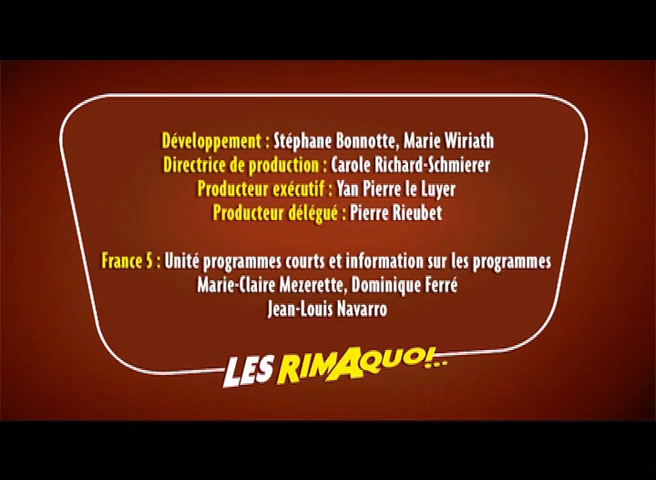 Développement : Stéphane Bonnotte, Marie Wiriath
Directrice de production : Carole Richard-Schmierer
Producteur exécutif : Yan Pierre le Luyer
Producteur délégué : Pierre Rieubet
France 5 : Unité programmes courts et information sur les programmes
Marie-Claire Mezerette, Dominique Ferré
Jean-Louis Navarro
LES RIMAQUOI...